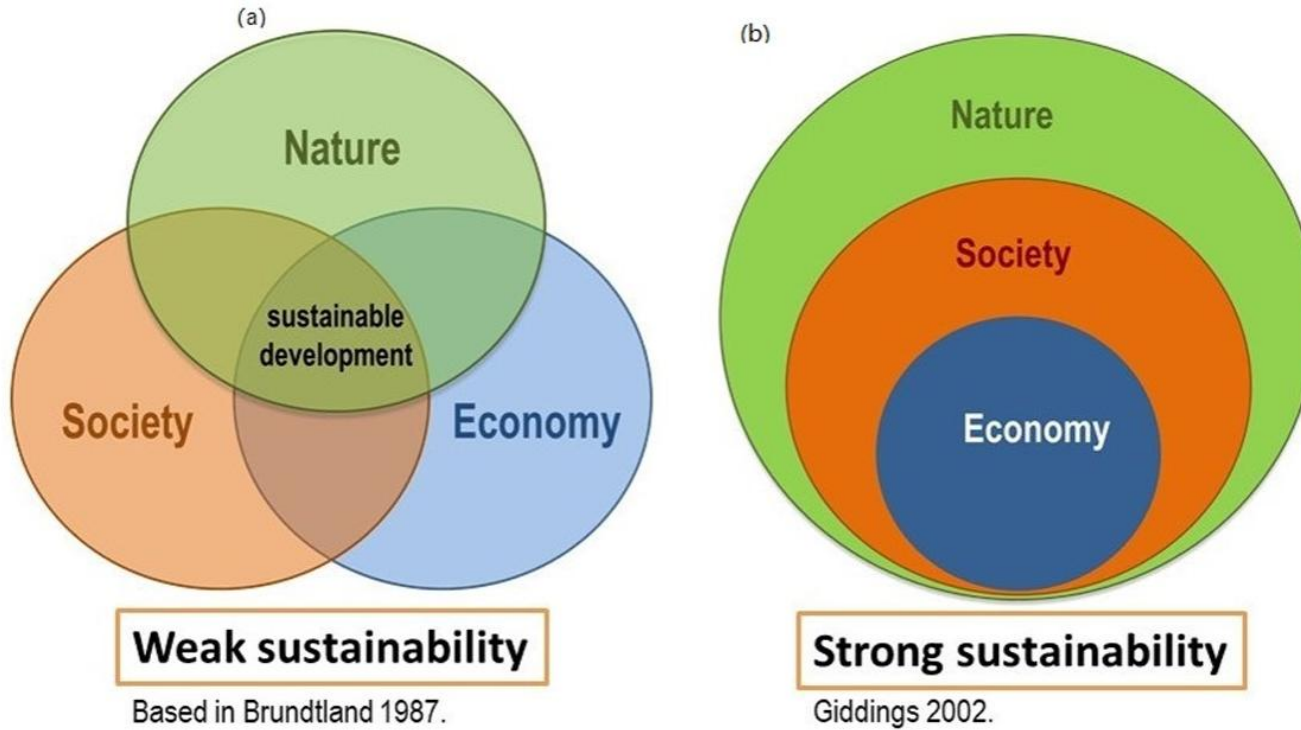 (a)
Nature
sustainable
development
Society
Economy
Weak sustainability
Based in Brundtland 1987.
(b)
Nature
Society
Economy
Strong sustainability
Giddings 2002.